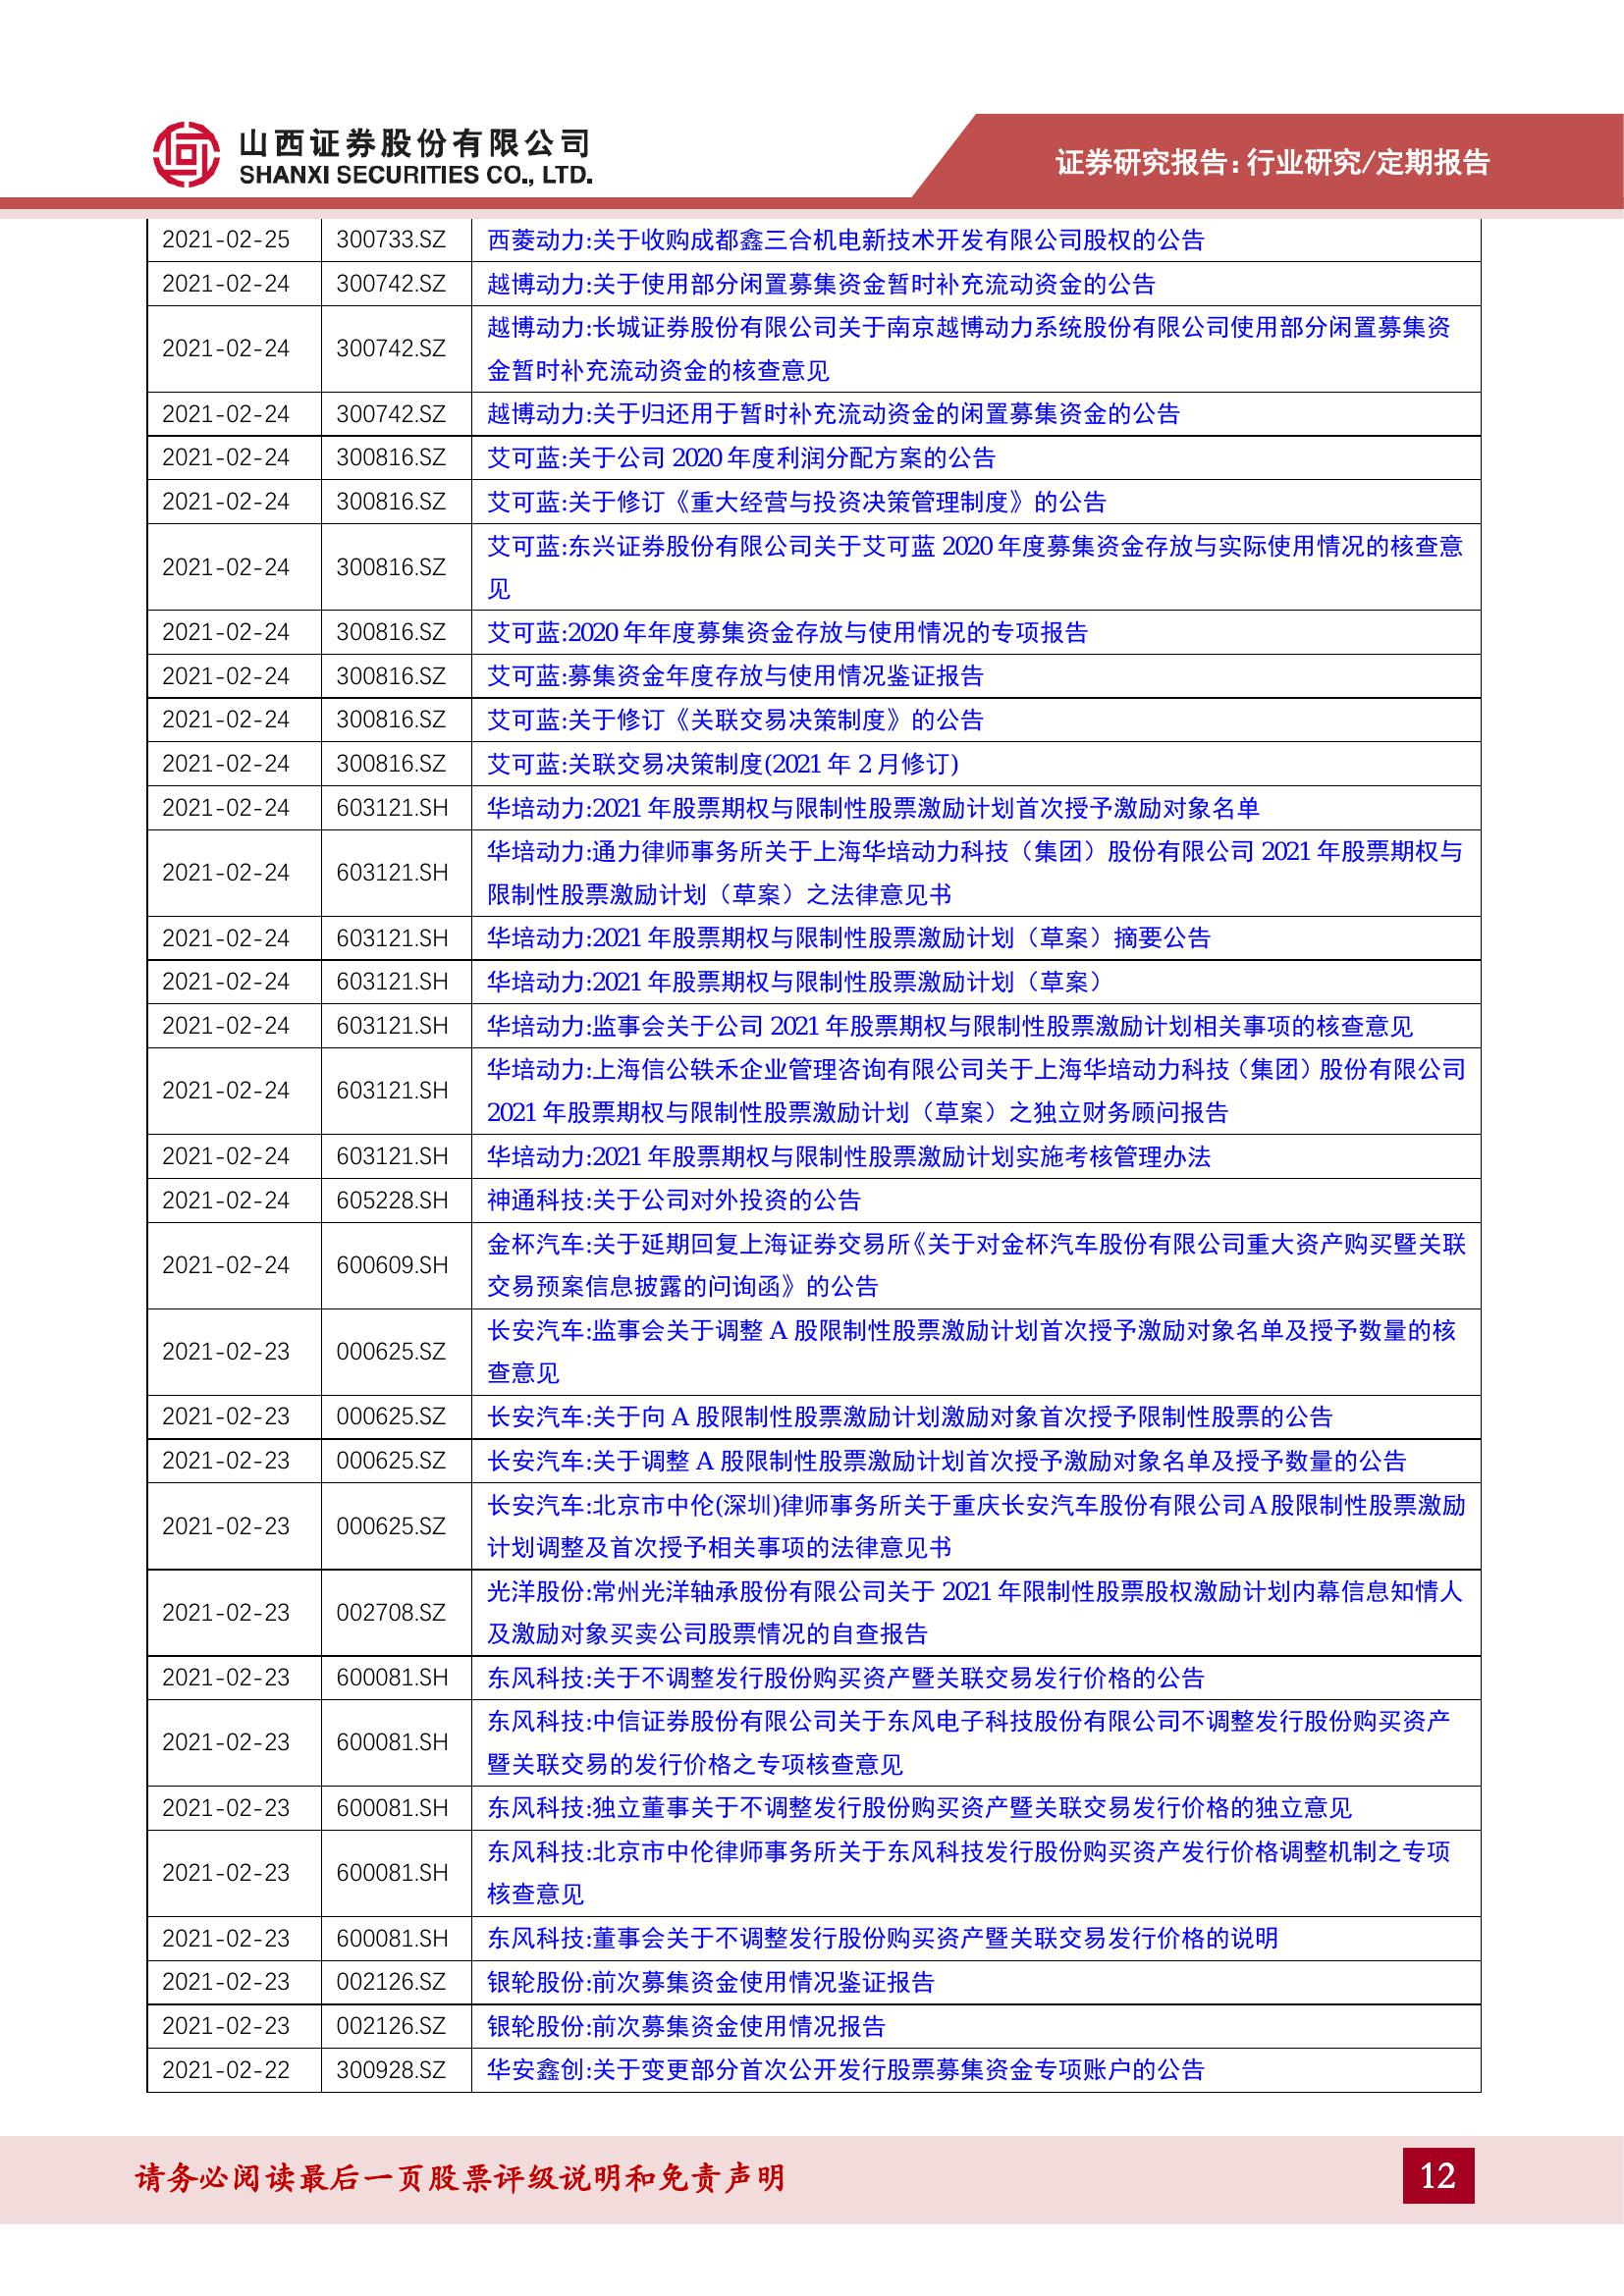 山西证券股份有限公司
SHANXI SECURITIES CO., LTD.
证券研究报告:行业研究/定期报告
2021-02-25 300733.SZ 西菱动力:关于收购成都鑫三合机电新技术开发有限公司股权的公告
2021-02-24 300742.SZ 越博动力:关于使用部分闲置募集资金暂时补充流动资金的公告
2021-02-24 300742.SZ 越博动力:长城证券股份有限公司关于南京越博动力系统股份有限公司使用部分闲置募集资
金暂时补充流动资金的核查意见
2021-02-24 300742.SZ 越博动力:关于归还用于暂时补充流动资金的闲置募集资金的公告
2021-02-24 300816.SZ 艾可蓝:关于公司 2020 年度利润分配方案的公告
2021-02-24 300816.SZ 艾可蓝:关于修订《重大经营与投资决策管理制度》的公告
2021-02-24 300816.SZ 艾可蓝:东兴证券股份有限公司关于艾可蓝 2020 年度募集资金存放与实际使用情况的核查意
见
2021-02-24 300816.SZ 艾可蓝:2020 年年度募集资金存放与使用情况的专项报告
2021-02-24 300816.SZ 艾可蓝:募集资金年度存放与使用情况鉴证报告
2021-02-24 300816.SZ 艾可蓝:关于修订《关联交易决策制度》的公告
2021-02-24 300816.SZ 艾可蓝:关联交易决策制度(2021 年 2 月修订)
2021-02-24 603121.SH 华培动力:2021 年股票期权与限制性股票激励计划首次授予激励对象名单
2021-02-24 603121.SH 华培动力:通力律师事务所关于上海华培动力科技（集团）股份有限公司 2021 年股票期权与
限制性股票激励计划（草案）之法律意见书
2021-02-24 603121.SH 华培动力:2021 年股票期权与限制性股票激励计划（草案）摘要公告
2021-02-24 603121.SH 华培动力:2021 年股票期权与限制性股票激励计划（草案）
2021-02-24 603121.SH 华培动力:监事会关于公司 2021 年股票期权与限制性股票激励计划相关事项的核查意见
2021-02-24 603121.SH 华培动力:上海信公轶禾企业管理咨询有限公司关于上海华培动力科技（集团）股份有限公司
2021 年股票期权与限制性股票激励计划（草案）之独立财务顾问报告
2021-02-24 603121.SH 华培动力:2021 年股票期权与限制性股票激励计划实施考核管理办法
2021-02-24 605228.SH 神通科技:关于公司对外投资的公告
2021-02-24 600609.SH 金杯汽车:关于延期回复上海证券交易所《关于对金杯汽车股份有限公司重大资产购买暨关联
交易预案信息披露的问询函》的公告
2021-02-23 000625.SZ 长安汽车:监事会关于调整 A 股限制性股票激励计划首次授予激励对象名单及授予数量的核
查意见
2021-02-23 000625.SZ 长安汽车:关于向 A 股限制性股票激励计划激励对象首次授予限制性股票的公告
2021-02-23 000625.SZ 长安汽车:关于调整 A 股限制性股票激励计划首次授予激励对象名单及授予数量的公告
2021-02-23 000625.SZ 长安汽车:北京市中伦(深圳)律师事务所关于重庆长安汽车股份有限公司 A 股限制性股票激励
计划调整及首次授予相关事项的法律意见书
2021-02-23 002708.SZ 光洋股份:常州光洋轴承股份有限公司关于 2021 年限制性股票股权激励计划内幕信息知情人
及激励对象买卖公司股票情况的自查报告
2021-02-23 600081.SH 东风科技:关于不调整发行股份购买资产暨关联交易发行价格的公告
2021-02-23 600081.SH 东风科技:中信证券股份有限公司关于东风电子科技股份有限公司不调整发行股份购买资产
暨关联交易的发行价格之专项核查意见
2021-02-23 600081.SH 东风科技:独立董事关于不调整发行股份购买资产暨关联交易发行价格的独立意见
2021-02-23 600081.SH 东风科技:北京市中伦律师事务所关于东风科技发行股份购买资产发行价格调整机制之专项
核查意见
2021-02-23 600081.SH 东风科技:董事会关于不调整发行股份购买资产暨关联交易发行价格的说明
2021-02-23 002126.SZ 银轮股份:前次募集资金使用情况鉴证报告
2021-02-23 002126.SZ 银轮股份:前次募集资金使用情况报告
2021-02-22 300928.SZ 华安鑫创:关于变更部分首次公开发行股票募集资金专项账户的公告
请务必阅读最后一页股票评级说明和免责声明
12